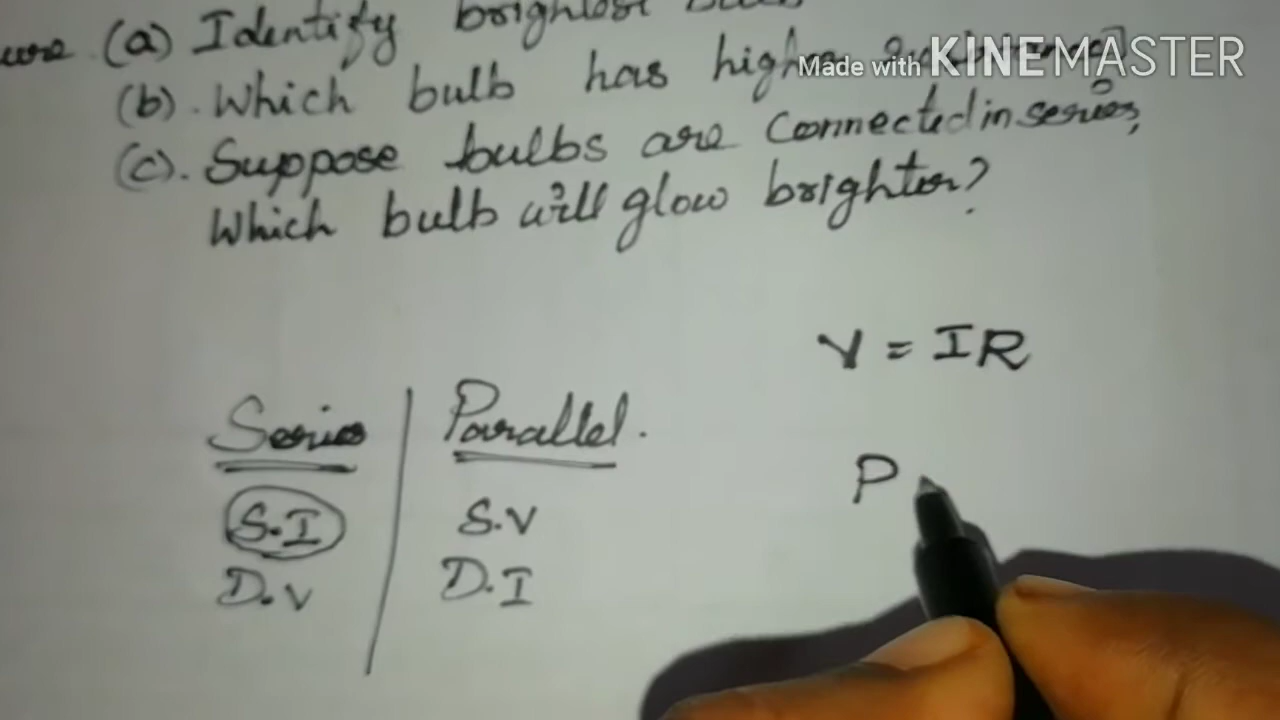 (a) Identify brightest
(b). Which bulb has
Made with KINEMASTER
(c). Suppose bulbs are connected in series,
Which bulb will glow brighter?
V = IR
Series Parallel.
P
S.I S.V
D.V D.I